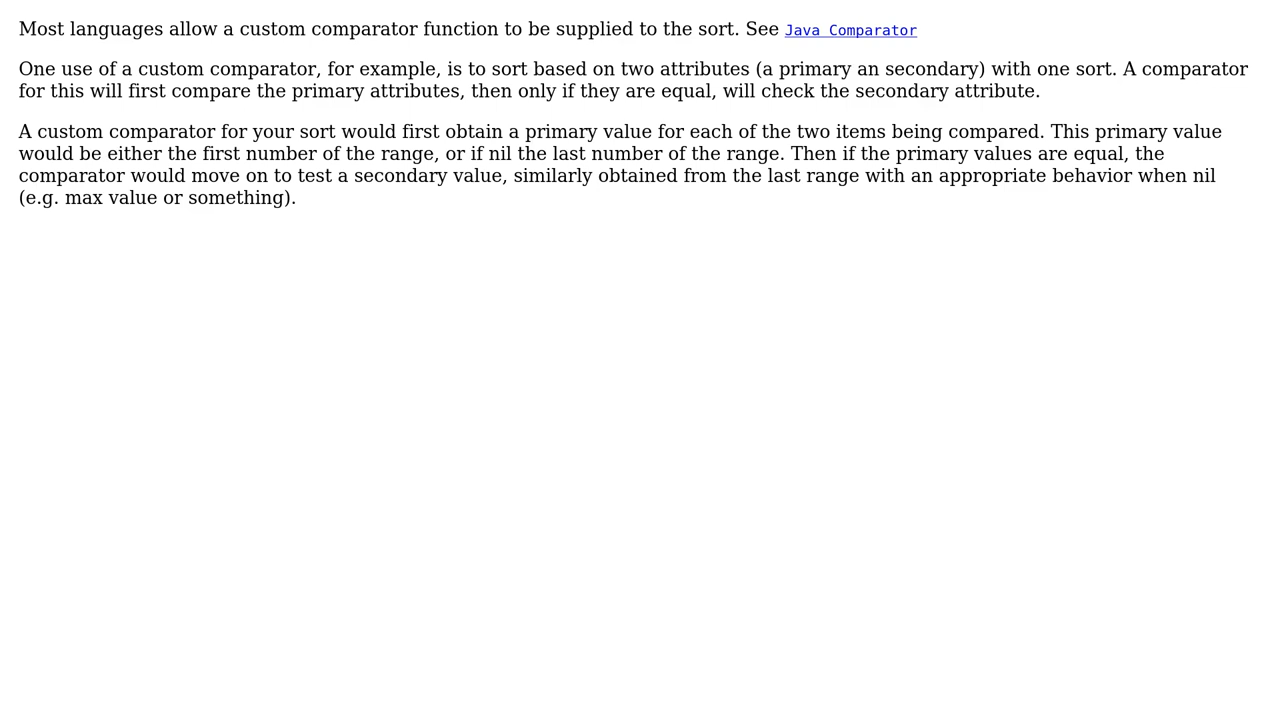 Most languages allow a custom comparator function to be supplied to the sort. See Java Comparator
One use of a custom comparator, for example, is to sort based on two attributes (a primary an secondary) with one sort. A comparator
for this will first compare the primary attributes, then only if they are equal, will check the secondary attribute.
A custom comparator for your sort would first obtain a primary value for each of the two items being compared. This primary value
would be either the first number of the range, or if nil the last number of the range. Then if the primary values are equal, the
comparator would move on to test a secondary value, similarly obtained from the last range with an appropriate behavior when nil
(e.g. max value or something).